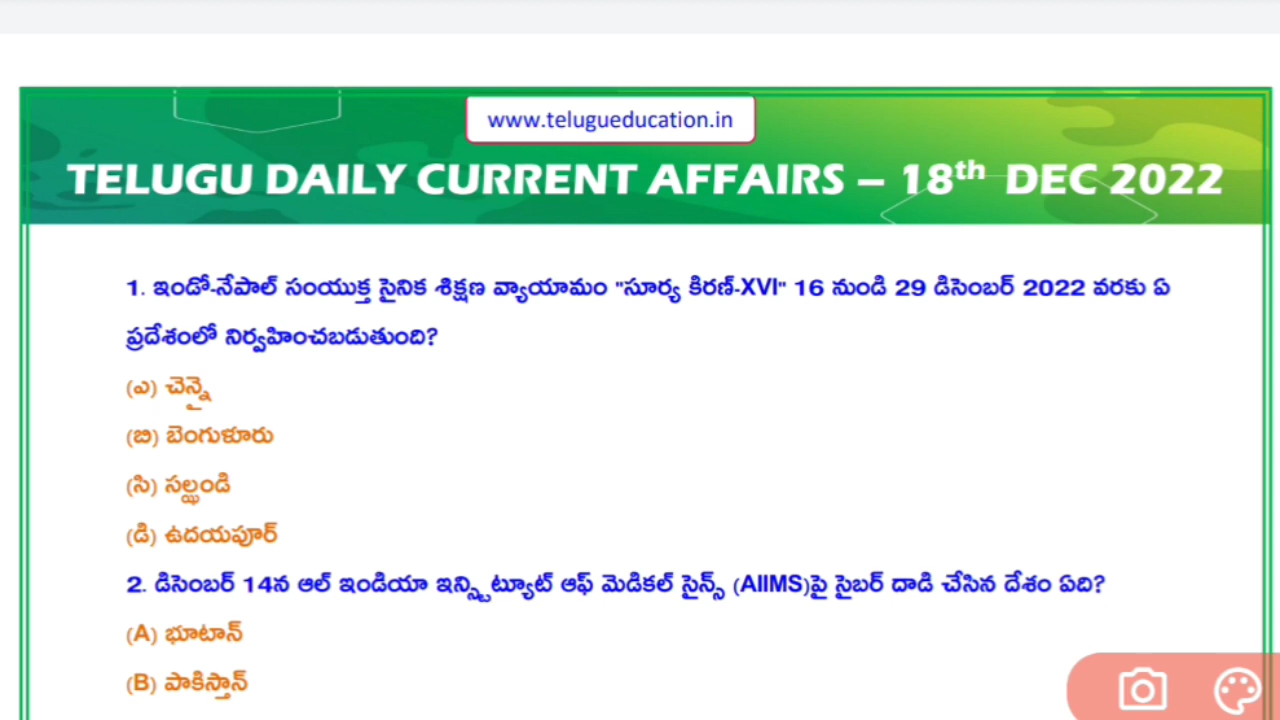 www.telugueducation.in
TELUGU DAILY CURRENT AFFAIRS – 18th DEC 2022
1. ఇండో-నేపాల్ సంయుక్త సైనిక శిక్షణ వ్యాయామం "సూర్య కిరణ్-XVI" 16 నుండి 29 డిసెంబర్ 2022 వరకు ఏ
ప్రదేశంలో నిర్వహించబడుతుంది?
(ఎ) చెన్నై
(బి) బెంగుళూరు
(సి) సల్ఝండి
(డి) ఉదయపూర్
2. డిసెంబర్ 14న ఆల్ ఇండియా ఇన్స్టిట్యూట్ ఆఫ్ మెడికల్ సైన్స్ (AIIMS)పై సైబర్ దాడి చేసిన దేశం ఏది?
(A) భూటాన్
(B) పాకిస్తాన్